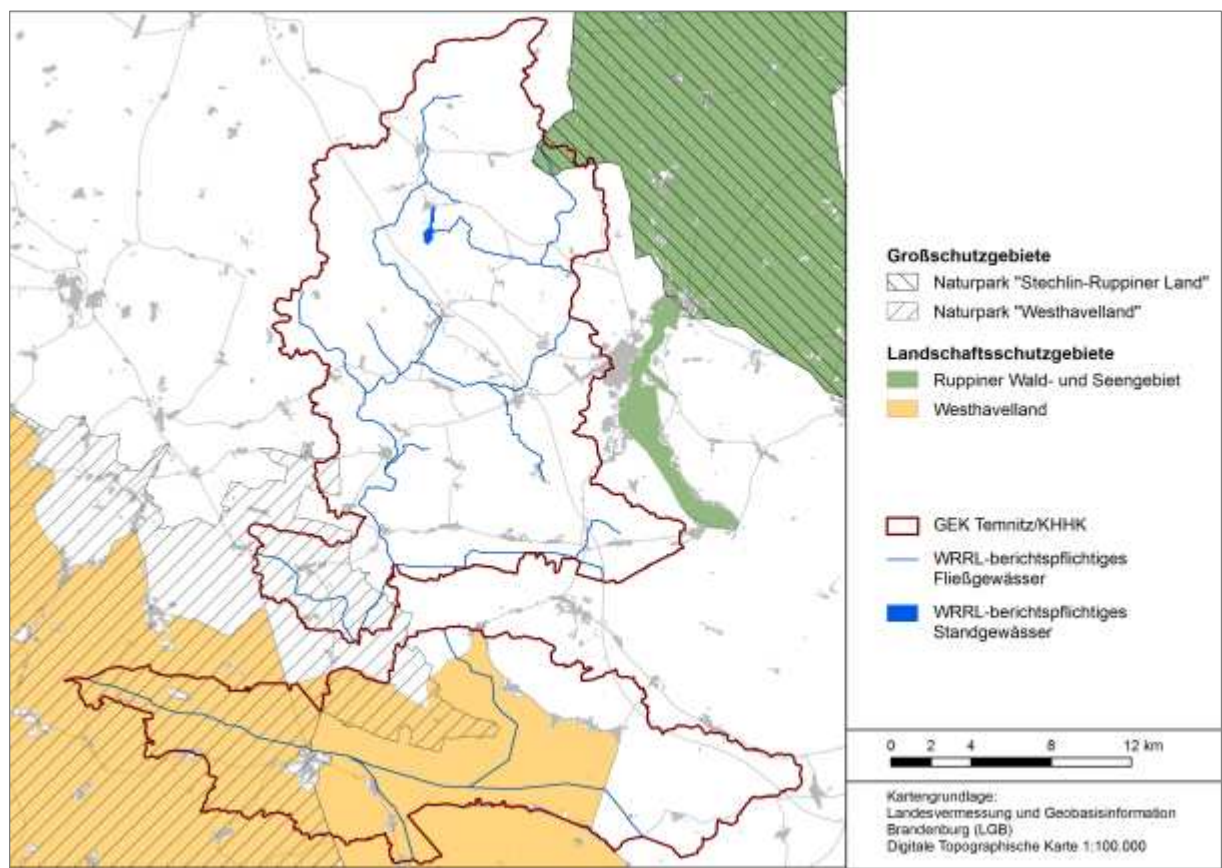 Großschutzgebiete
Naturpark "Stechlin-Ruppiner Land"
Naturpark "Westhavelland"
Landschaftsschutzgebiete
Ruppiner Wald- und Seengebiet
Westhavelland
GEK Temnitz/KHHK
WRRL-berichtspflichtiges
Fließgewässer
WRRL-berichtspflichtiges
Standgewässer
0 2 4 8 12 km
Kartengrundlage:
Landesvermessung und Geobasisinformation
Brandenburg (LGB)
Digitale Topographische Karte 1:100.000